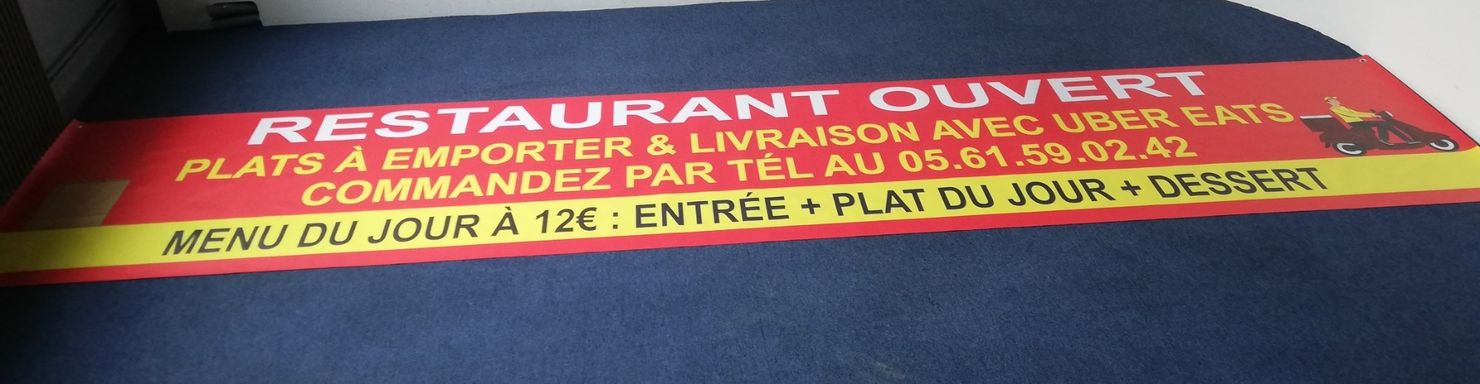 RESTAURANT OUVERT
PLATS À EMPORTER & LIVRAISON AVEC UBER EATS
COMMANDEZ PAR TÉL AU 05.61.59.02.42
MENU DU JOUR À 12€ : ENTRÉE + PLAT DU JOUR + DESSERT